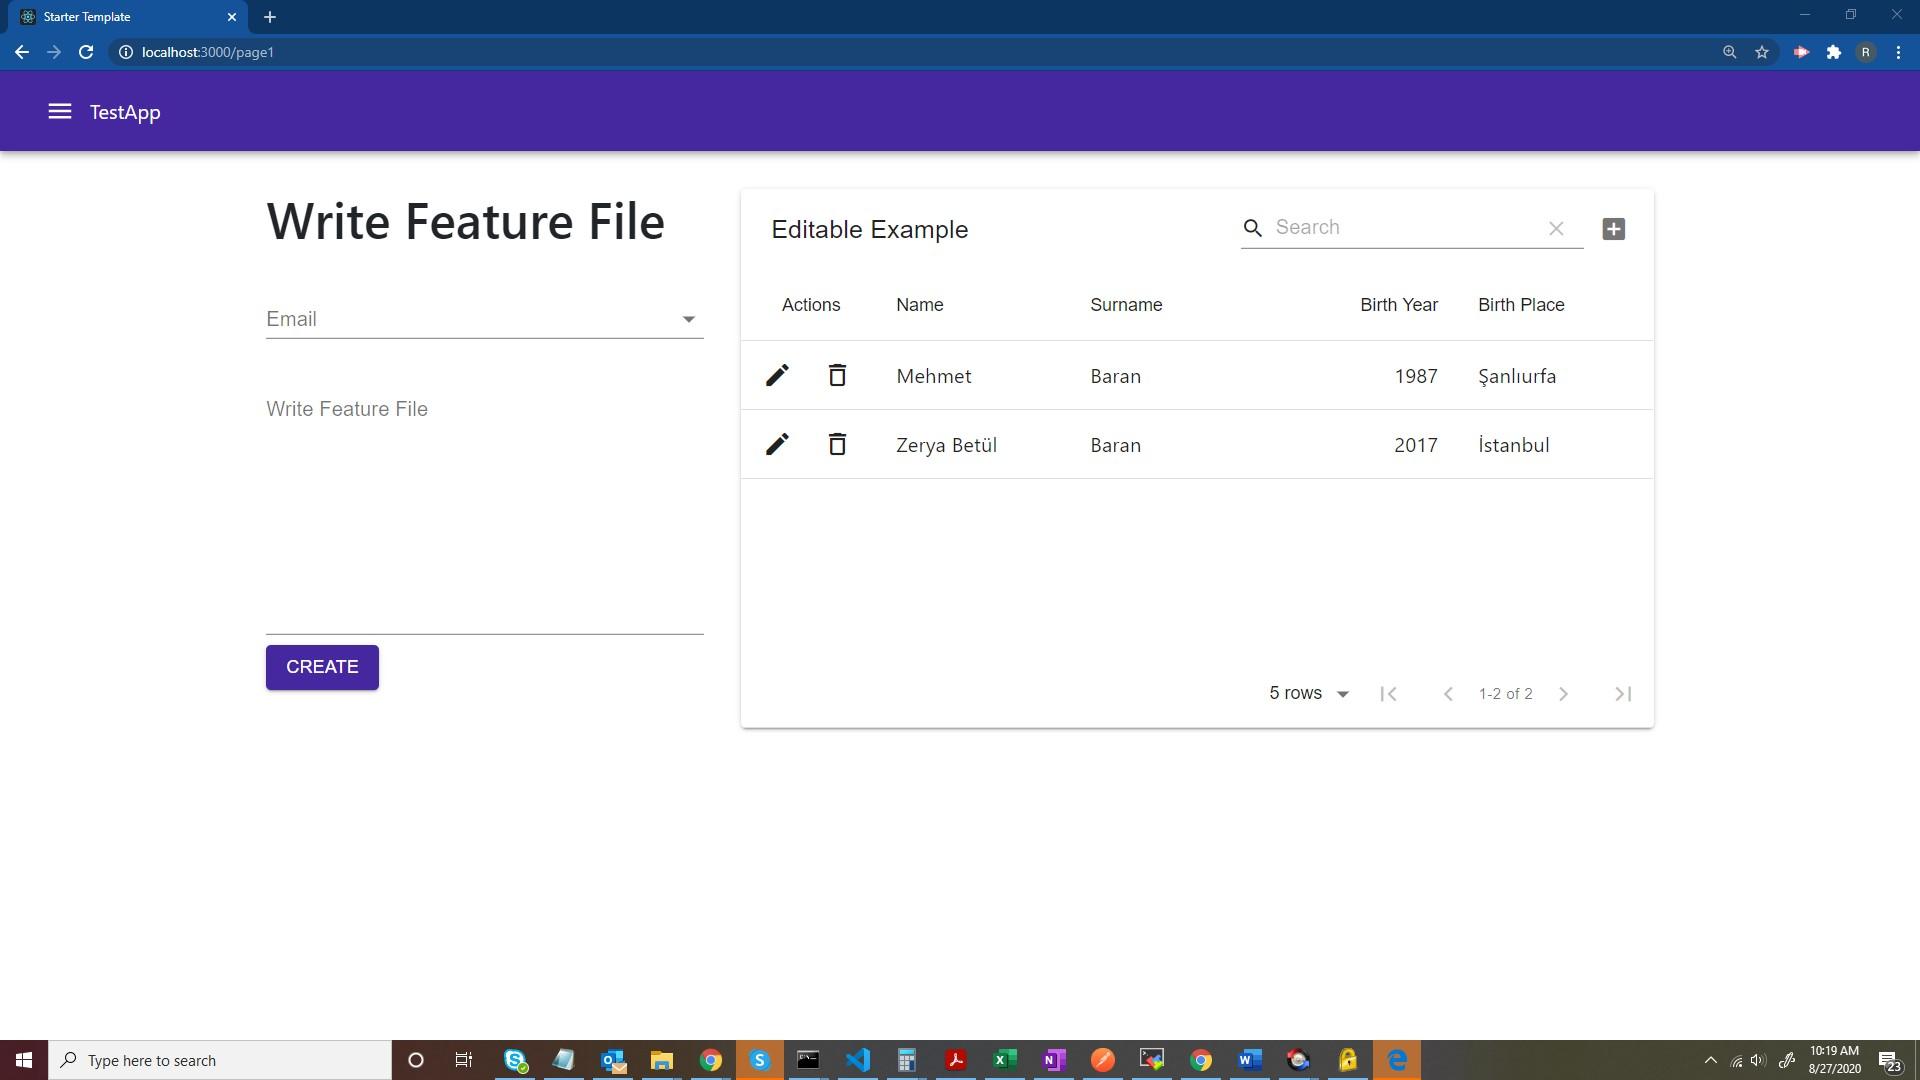 Starter Template
localhost:3000/page1
R
TestApp
Write Feature File
Email
Write Feature File
CREATE
Editable Example
Search
Actions Name Surname Birth Year Birth Place
Mehmet Baran 1987 Şanlıurfa
Zerya Betül Baran 2017 İstanbul
5 rows 1-2 of 2
Type here to search
10:19 AM
8/27/2020
23